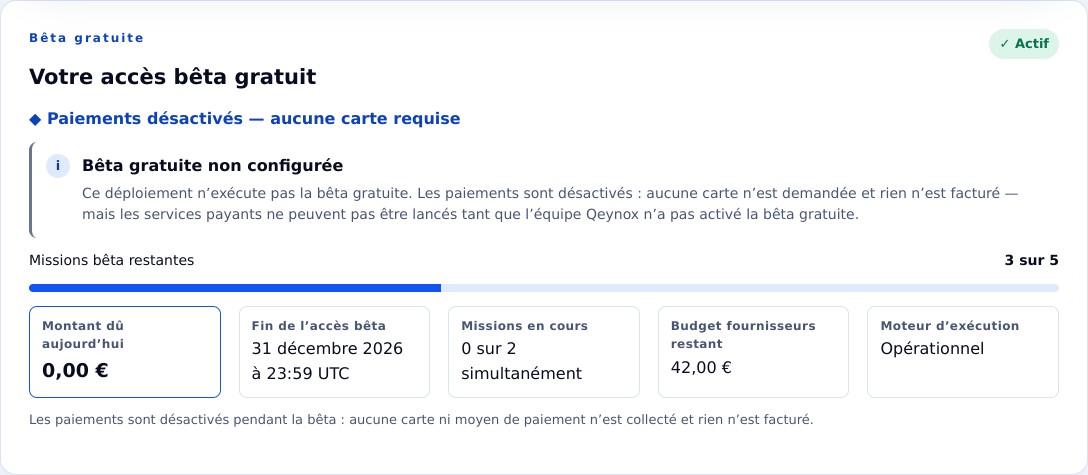 Bêta gratuite
✓ Actif
Votre accès bêta gratuit
◆ Paiements désactivés — aucune carte requise
i
Bêta gratuite non configurée
Ce déploiement n’exécute pas la bêta gratuite. Les paiements sont désactivés : aucune carte n’est demandée et rien n’est facturé —
mais les services payants ne peuvent pas être lancés tant que l’équipe Qeynox n’a pas activé la bêta gratuite.
Missions bêta restantes
3 sur 5
Montant dû
aujourd’hui
0,00 €
Fin de l’accès bêta
31 décembre 2026
à 23:59 UTC
Missions en cours
0 sur 2
simultanément
Budget fournisseurs
restant
42,00 €
Moteur d’exécution
Opérationnel
Les paiements sont désactivés pendant la bêta : aucune carte ni moyen de paiement n’est collecté et rien n’est facturé.